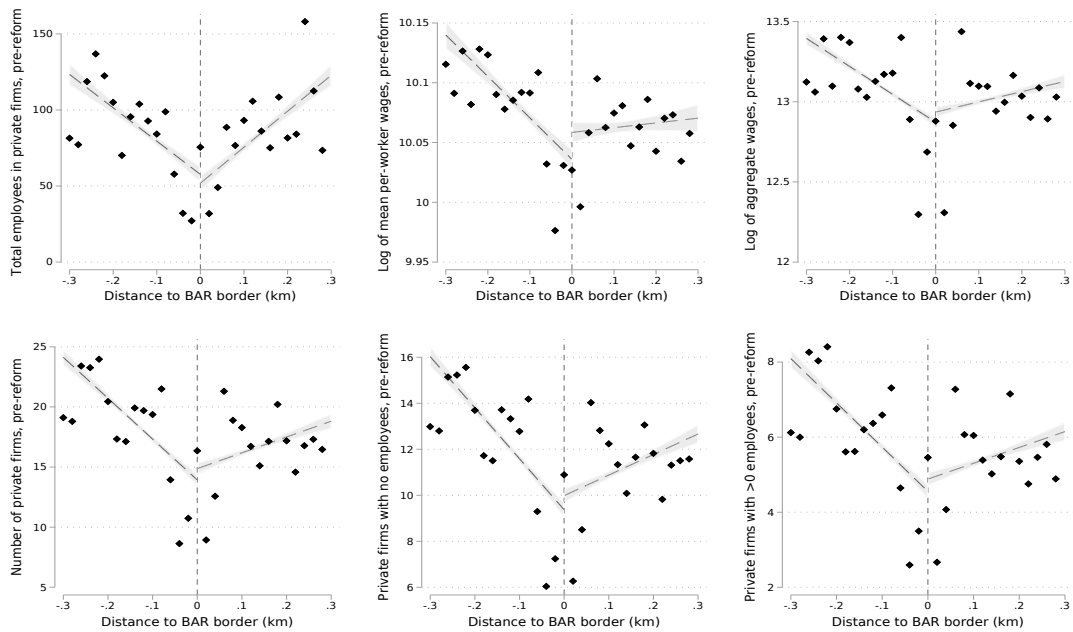 Total employees in private firms, pre-reform
150
100
50
0
-.3 -.2 -.1 0 .1 .2 .3
Distance to BAR border (km)
Log of mean per-worker wages, pre-reform
10.15
10.1
10.05
10
9.95
-.3 -.2 -.1 0 .1 .2 .3
Distance to BAR border (km)
Log of aggregate wages, pre-reform
13.5
13
12.5
12
-.3 -.2 -.1 0 .1 .2 .3
Distance to BAR border (km)
Number of private firms, pre-reform
25
20
15
10
5
-.3 -.2 -.1 0 .1 .2 .3
Distance to BAR border (km)
Private firms with no employees, pre-reform
16
14
12
10
8
6
-.3 -.2 -.1 0 .1 .2 .3
Distance to BAR border (km)
Private firms with >0 employees, pre-reform
8
6
4
2
-.3 -.2 -.1 0 .1 .2 .3
Distance to BAR border (km)